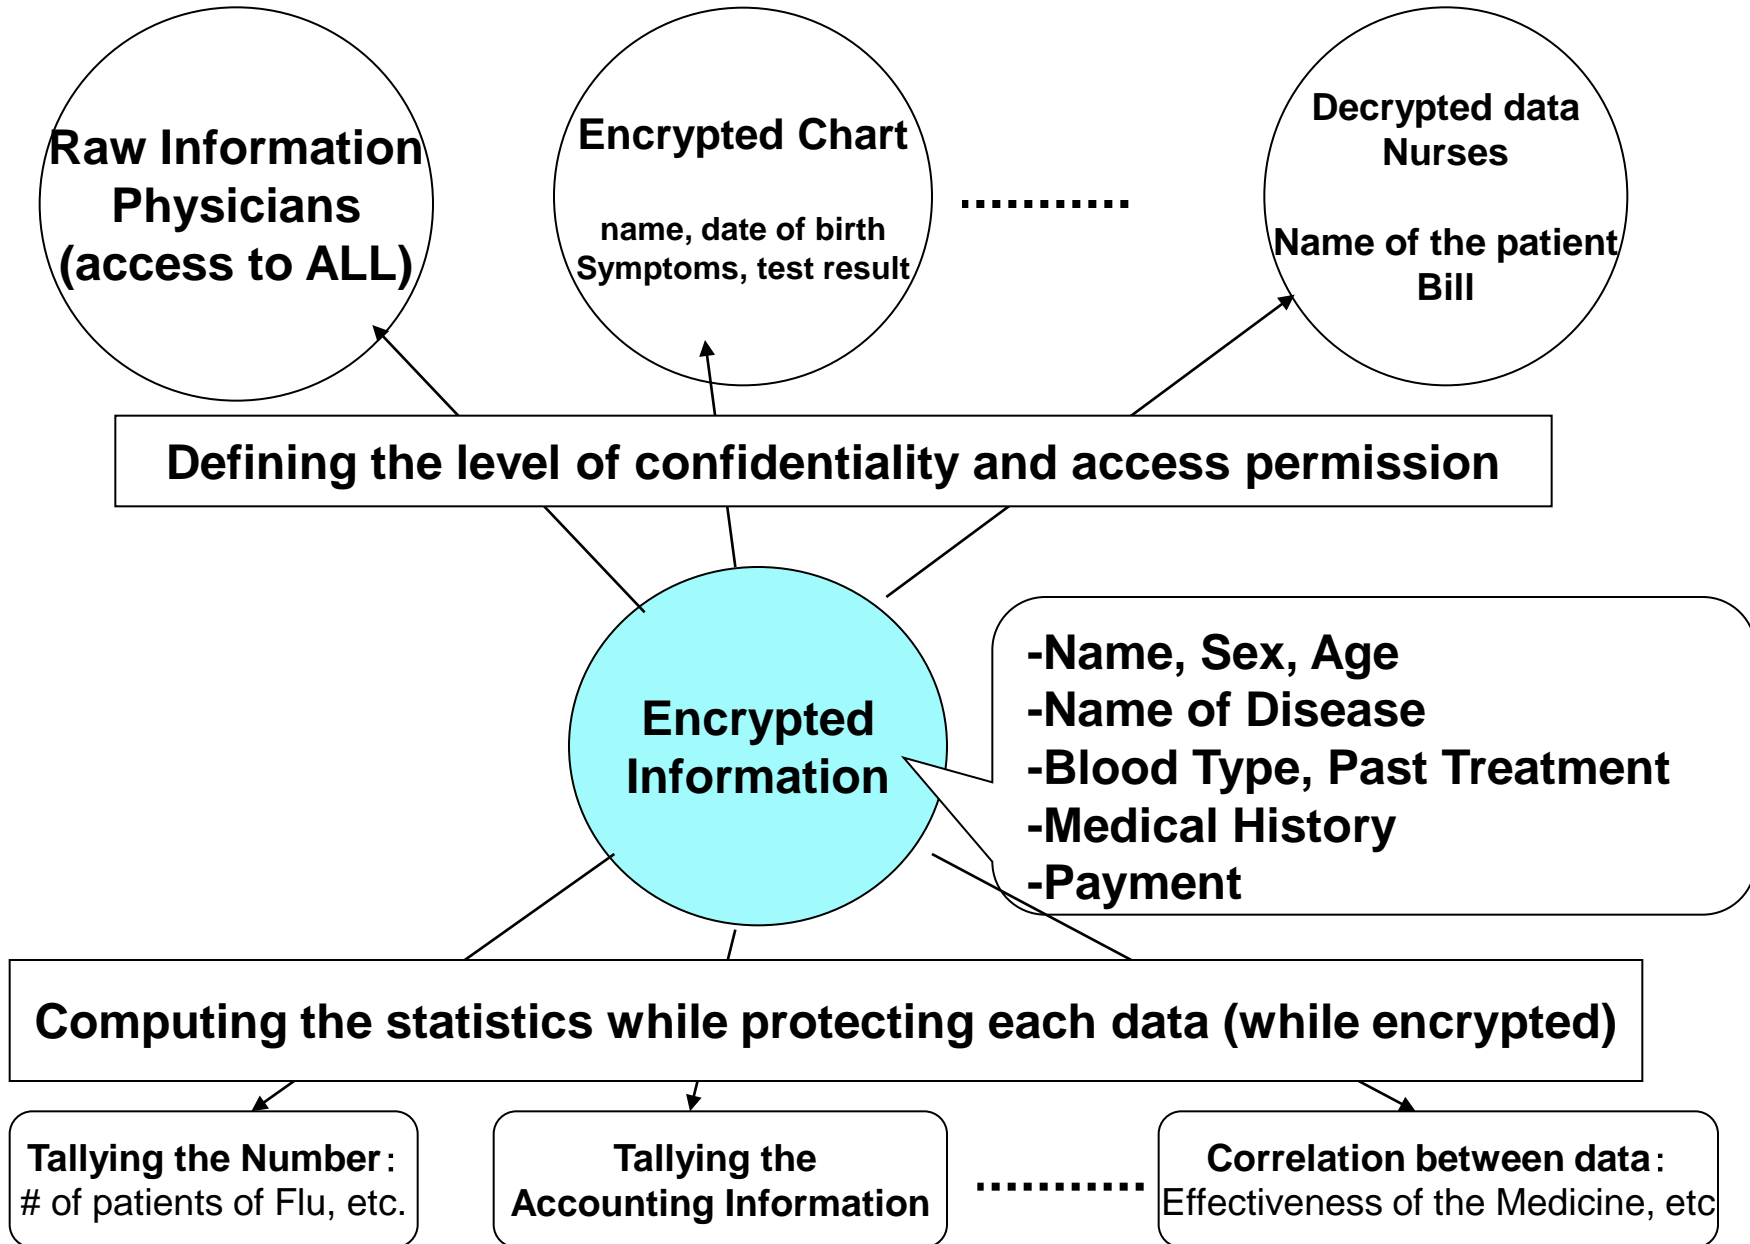 Raw Information
Physicians
(access to ALL)
Encrypted Chart
name, date of birth
Symptoms, test result
...........
Decrypted data
Nurses
Name of the patient
Bill
Defining the level of confidentiality and access permission
Encrypted
Information
-Name, Sex, Age
-Name of Disease
-Blood Type, Past Treatment
-Medical History
-Payment
Computing the statistics while protecting each data (while encrypted)
Tallying the Number：
# of patients of Flu, etc.
Tallying the
Accounting Information
...........
Correlation between data：
Effectiveness of the Medicine, etc